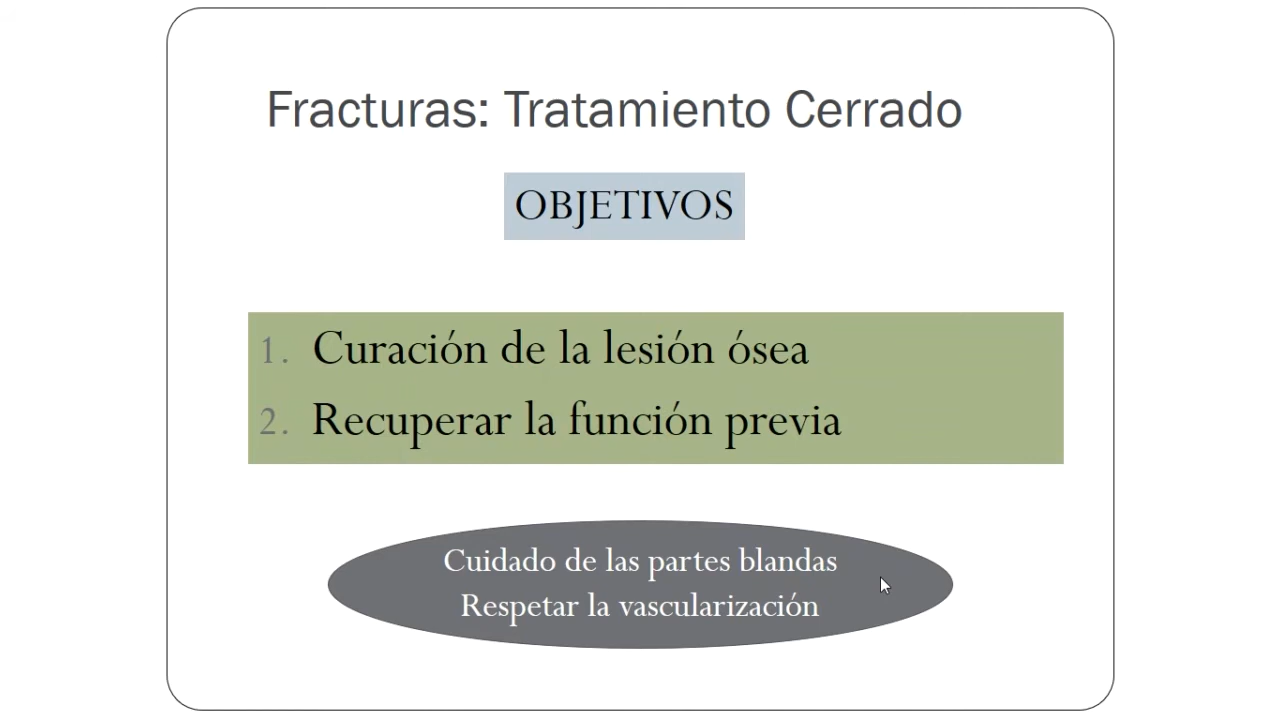 Fracturas: Tratamiento Cerrado
OBJETIVOS
1. Curación de la lesión ósea
2. Recuperar la función previa
Cuidado de las partes blandas
Respetar la vascularización